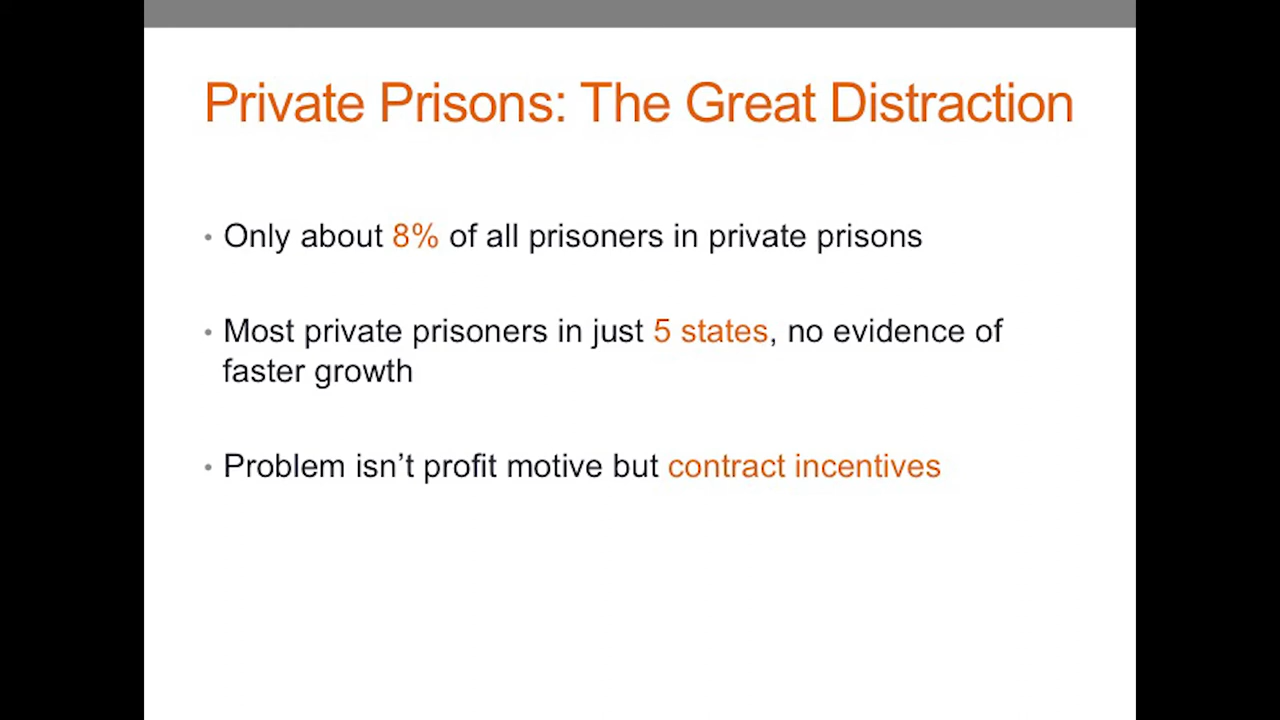 Private Prisons: The Great Distraction
• Only about 8% of all prisoners in private prisons
• Most private prisoners in just 5 states, no evidence of
faster growth
• Problem isn’t profit motive but contract incentives